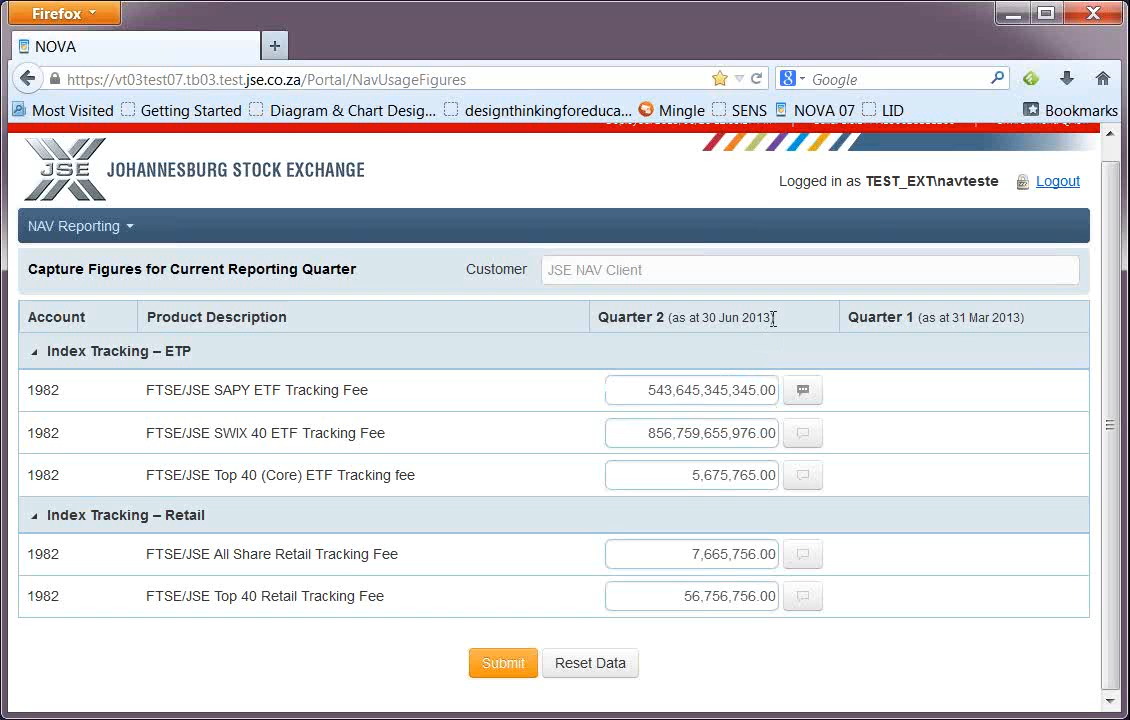 Firefox
NOVA
https://vt03test07.tb03.test.jse.co.za/Portal/NavUsageFigures
Google
Most Visited Getting Started Diagram & Chart Desig... designthinkingforeduca... Mingle SENS NOVA 07 LID Bookmarks
JSE JOHANNESBURG STOCK EXCHANGE
Logged in as TEST_EXT\navteste Logout
NAV Reporting
Capture Figures for Current Reporting Quarter Customer JSE NAV Client
Account Product Description Quarter 2 (as at 30 Jun 2013) Quarter 1 (as at 31 Mar 2013)
Index Tracking – ETP
1982 FTSE/JSE SAPY ETF Tracking Fee 543,645,345,345.00
1982 FTSE/JSE SWIX 40 ETF Tracking Fee 856,759,655,976.00
1982 FTSE/JSE Top 40 (Core) ETF Tracking fee 5,675,765.00
Index Tracking – Retail
1982 FTSE/JSE All Share Retail Tracking Fee 7,665,756.00
1982 FTSE/JSE Top 40 Retail Tracking Fee 56,756,756.00
Submit Reset Data